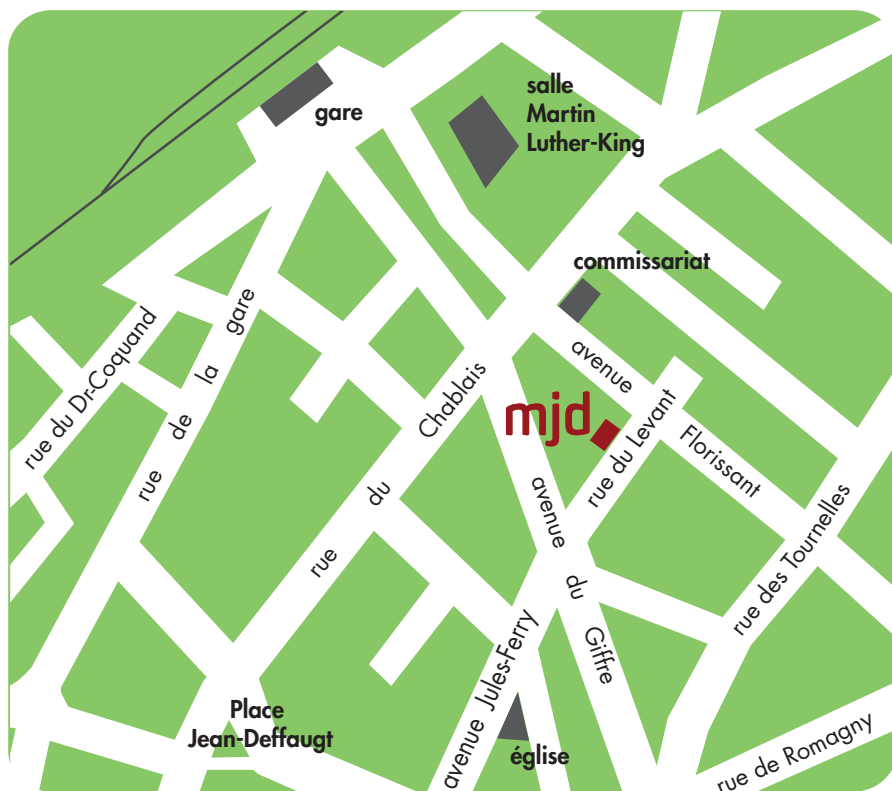 gare
salle
Martin
Luther-King
commissariat
rue du Dr-Coquand
rue de la gare
rue du Chablais
avenue Florissant
mjd
rue du Levant
avenue du Giffre
rue des Tournelles
avenue Jules-Ferry
Place
Jean-Deffaugt
église
rue de Romagny